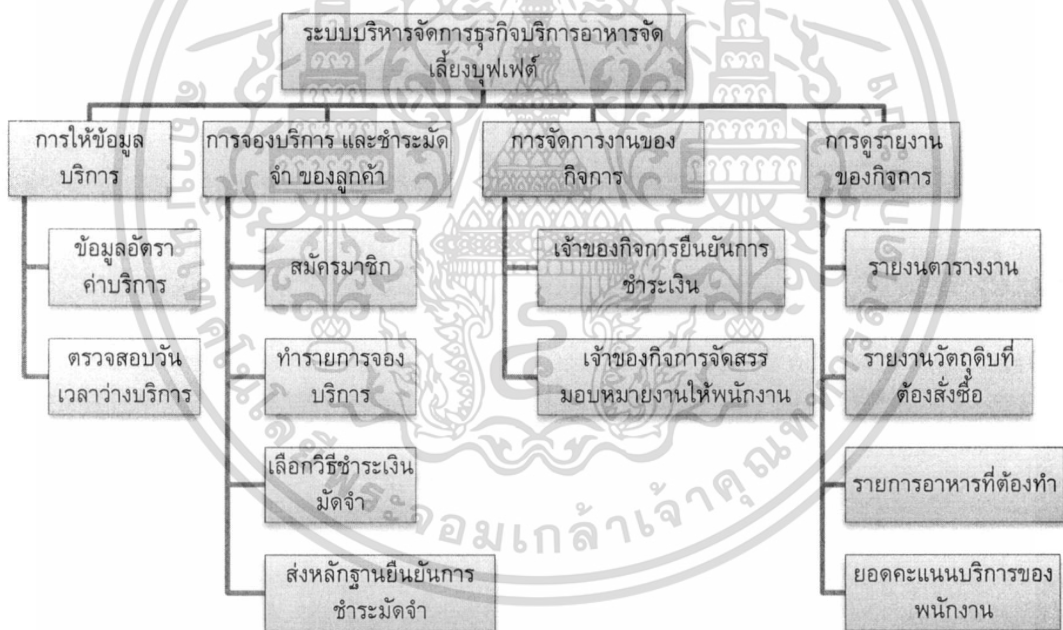 ระบบบริหารจัดการธุรกิจบริการอาหารจัด
เลี้ยงบุฟเฟต์
การให้ข้อมูล
บริการ
ข้อมูลอัตรา
ค่าบริการ
ตรวจสอบวัน
เวลาว่างบริการ
การจองบริการ และชำระมัด
จำ ของลูกค้า
สมัครมาชิก
ทำรายการจอง
บริการ
เลือกวิธีชำระเงิน
มัดจำ
ส่งหลักฐานยืนยันการ
ชำระมัดจำ
การจัดการงานของ
กิจการ
เจ้าของกิจการยืนยันการ
ชำระเงิน
เจ้าของกิจการจัดสรร
มอบหมายงานให้พนักงาน
การดูรายงาน
ของกิจการ
รายงนตารางงาน
รายงานวัตถุดิบที่
ต้องสั่งซื้อ
รายการอาหารที่ต้องทำ
ยอดคะแนนบริการของ
พนักงาน